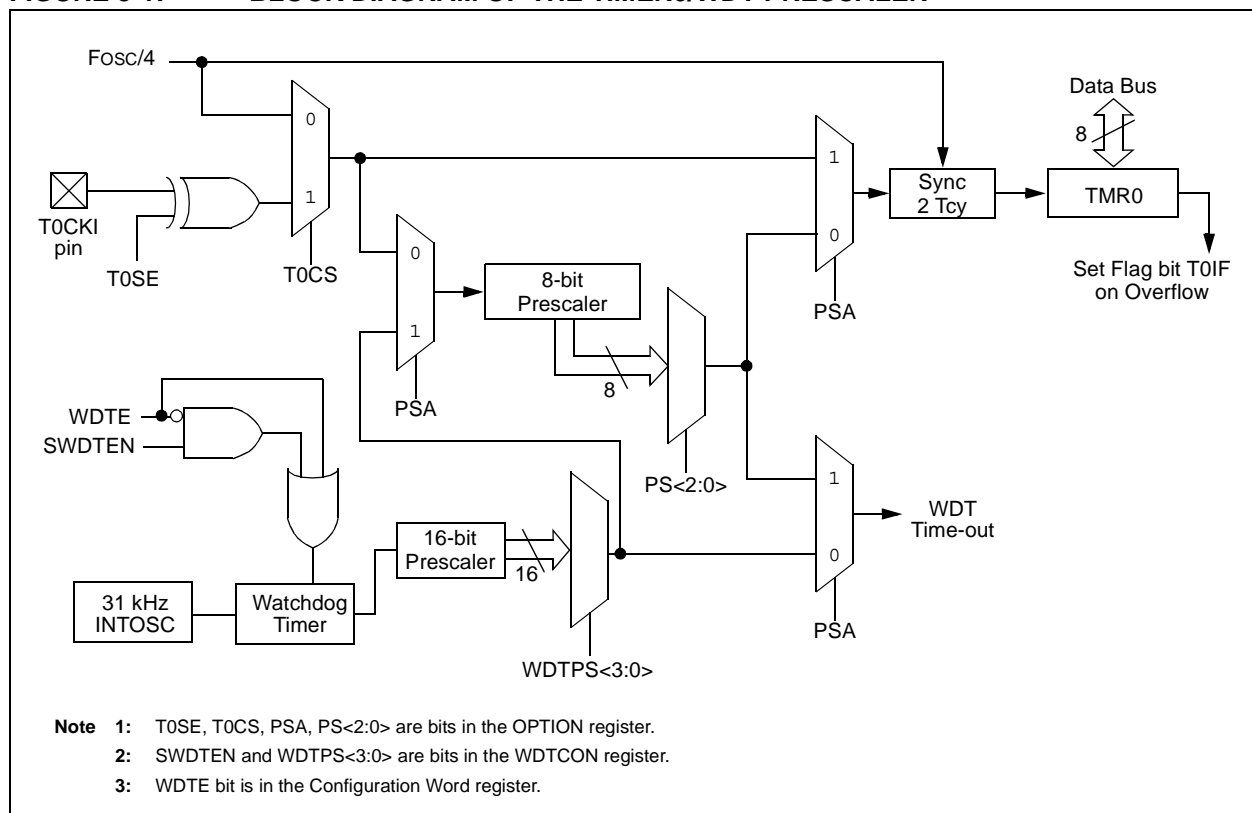 FOSC/4
Data Bus
8
0
1
T0CKI
pin
T0SE
T0CS
1
0
PSA
Sync
2 Tcy
TMR0
Set Flag bit T0IF
on Overflow
0
1
PSA
8-bit
Prescaler
8
PS<2:0>
WDTE
SWDTEN
16-bit
Prescaler
16
WDTPS<3:0>
31 kHz
INTOSC
Watchdog
Timer
1
0
PSA
WDT
Time-out
Note 1: T0SE, T0CS, PSA, PS<2:0> are bits in the OPTION register.
2: SWDTEN and WDTPS<3:0> are bits in the WDTCON register.
3: WDTE bit is in the Configuration Word register.